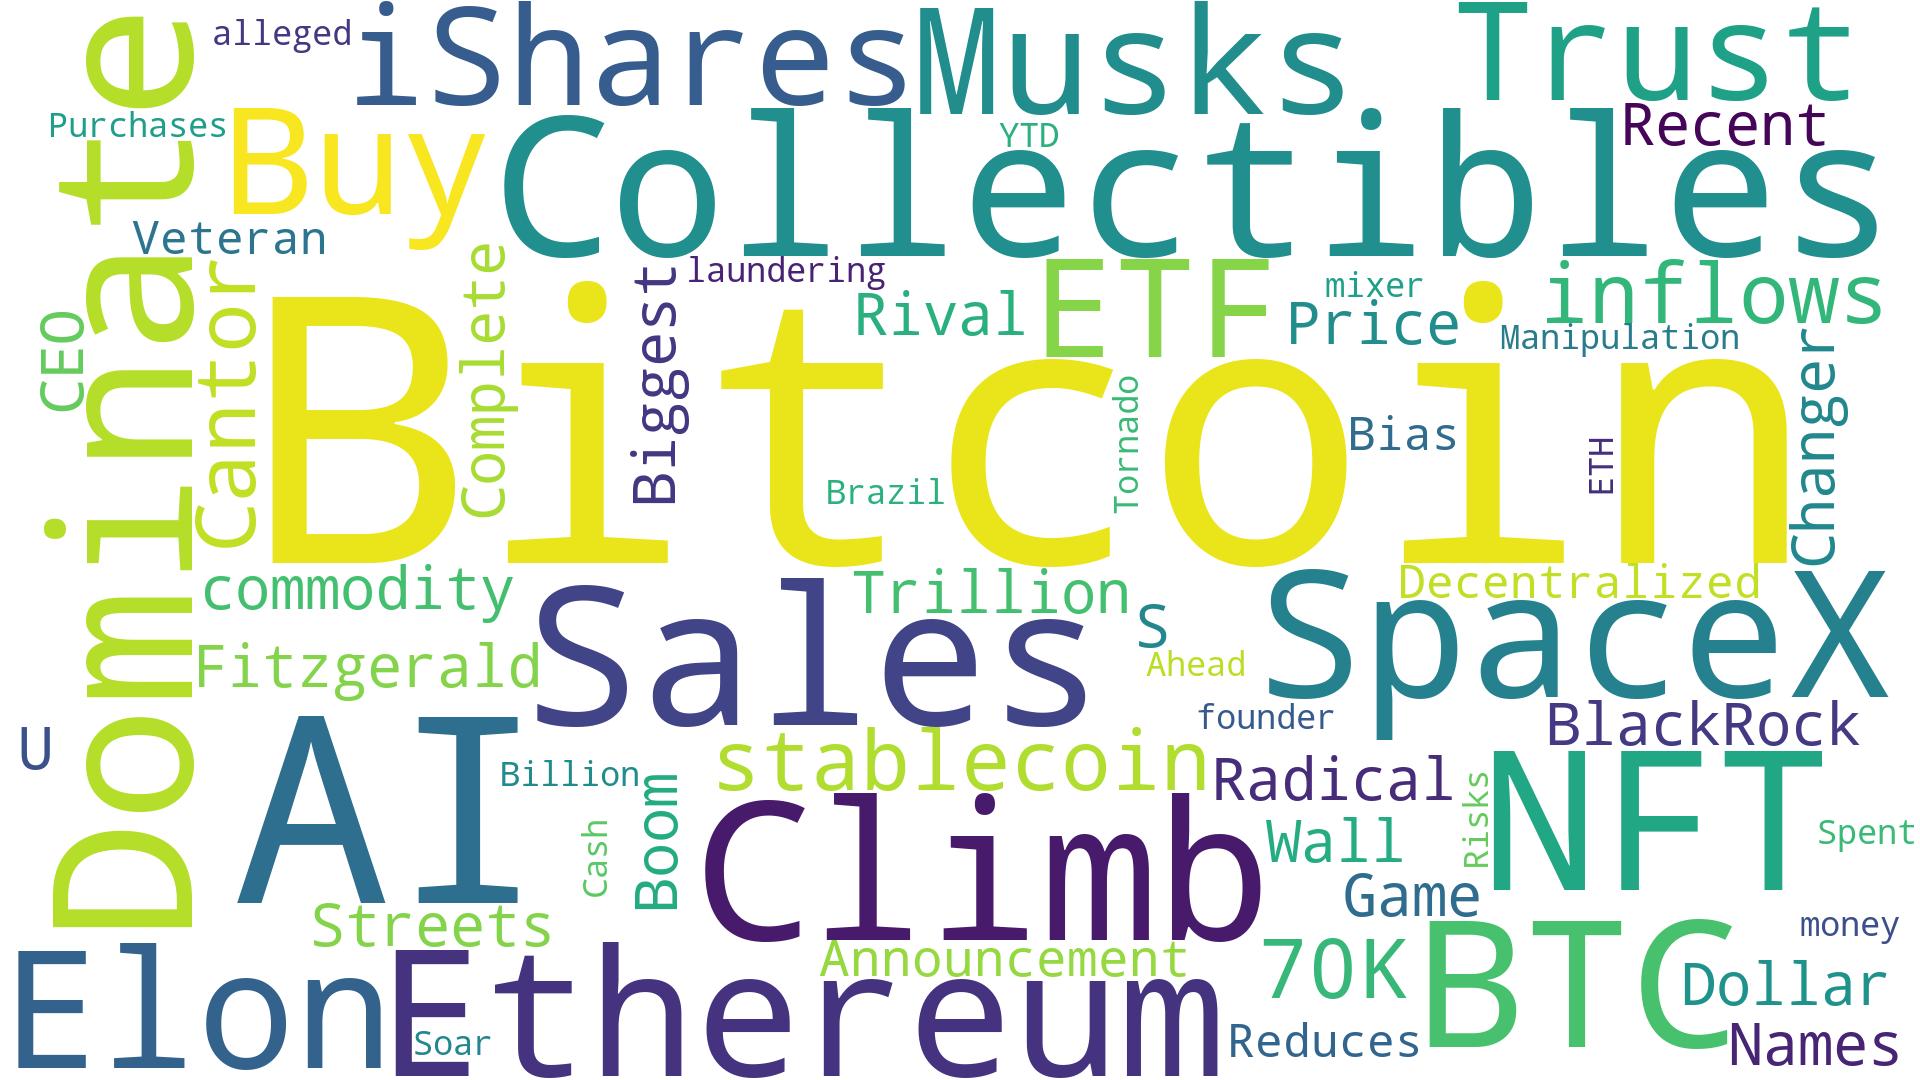 alleged
iShares
Musks
Trust
Purchases
Buy
Collectibles
YTD
Recent
Dominate
Veteran
laundering
Rival
ETF
mixer
Price
inflows
Manipulation
CEO
Cantor
Complete
Biggest
Bitcoin
Brazil
Tornado
Bias
ETH
Changer
commodity
Trillion
S
Decentralized
Fitzgerald
Sales
Ahead
SpaceX
U
founder
BlackRock
AI
Billion
stablecoin
Radical
Risks
NFT
Cash
Boom
Climb
Wall
Spent
Game
Streets
Announcement
70K
BTC
money
Elon
Ethereum
Dollar
Soar
Reduces
Names